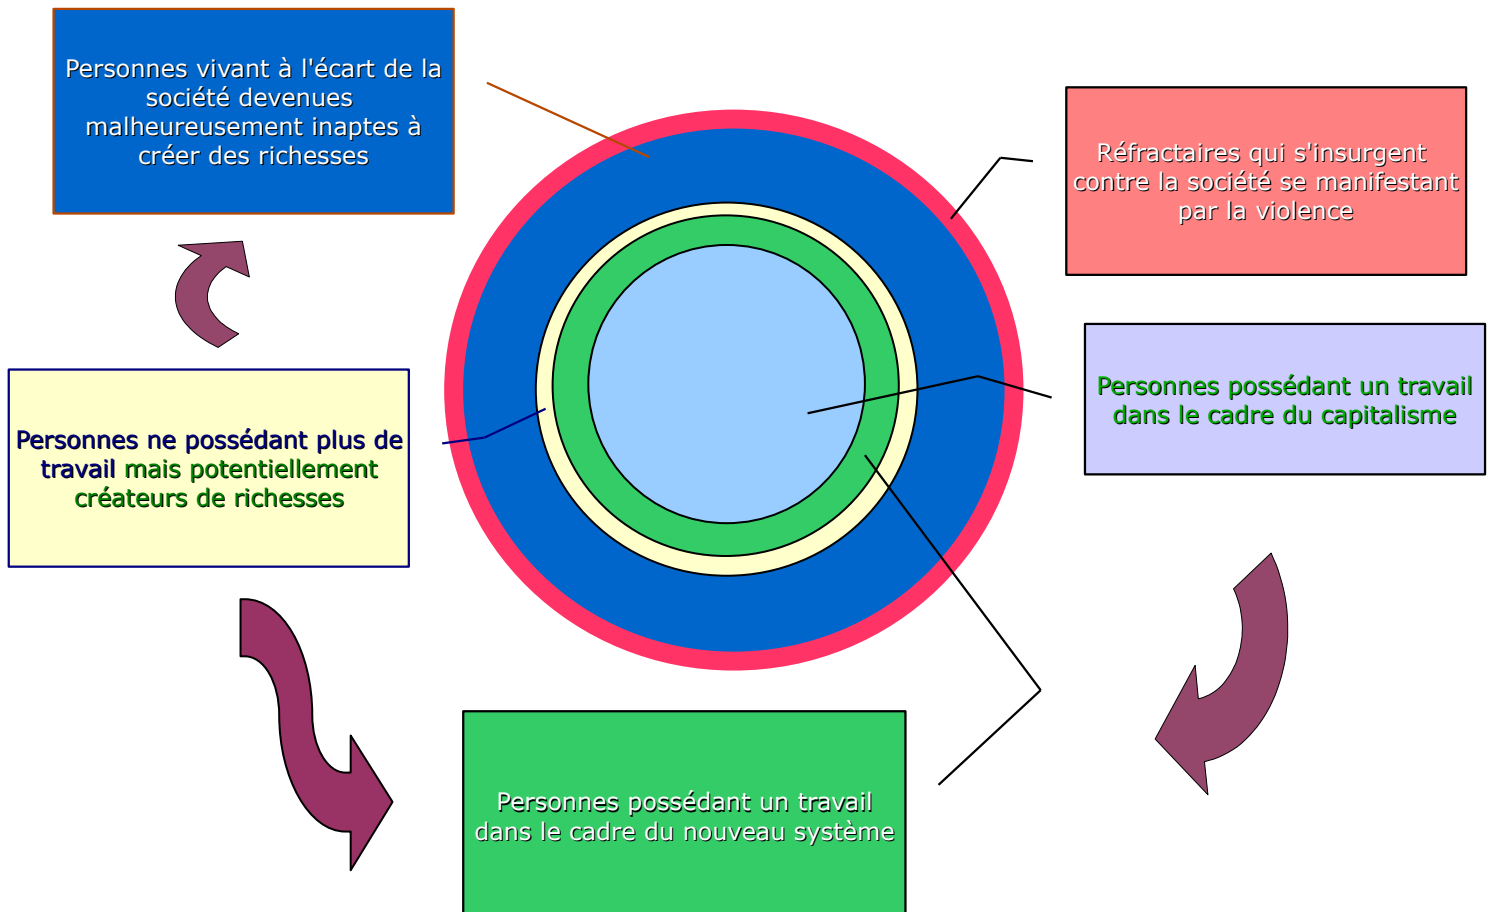 Personnes vivant à l'écart de la
société devenues
malheureusement inaptes à
créer des richesses
Réfractaires qui s'insurgent
contre la société se manifestant
par la violence
Personnes possédant un travail
dans le cadre du capitalisme
Personnes ne possédant plus de
travail mais potentiellement
créateurs de richesses
Personnes possédant un travail
dans le cadre du nouveau système